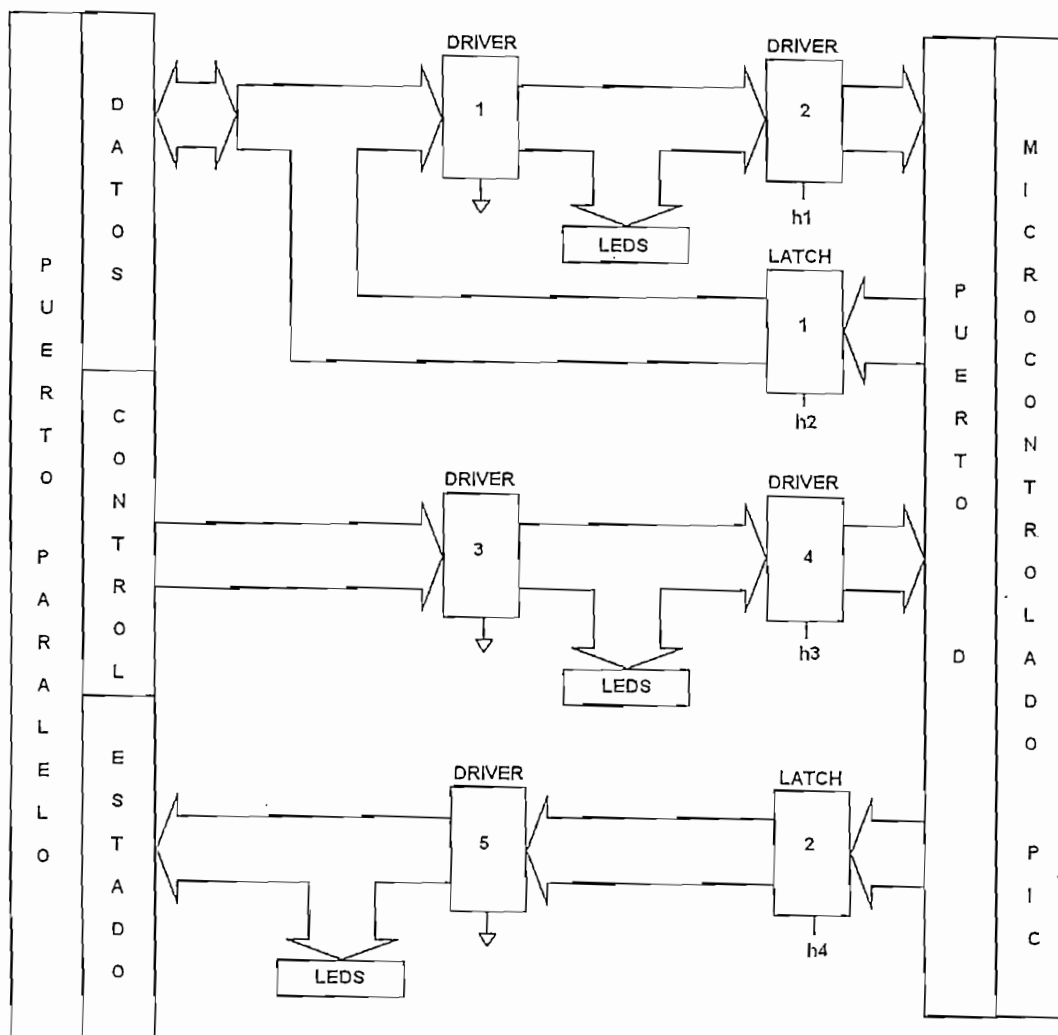 PUERTO PARALELO
DATOS
CONTROL
ESTADO
DRIVER
1
DRIVER
2
h1
LEDS
LATCH
1
h2
DRIVER
3
DRIVER
4
h3
LEDS
DRIVER
5
LATCH
2
h4
LEDS
PUERTO D
MICROCONTROLADO PIC